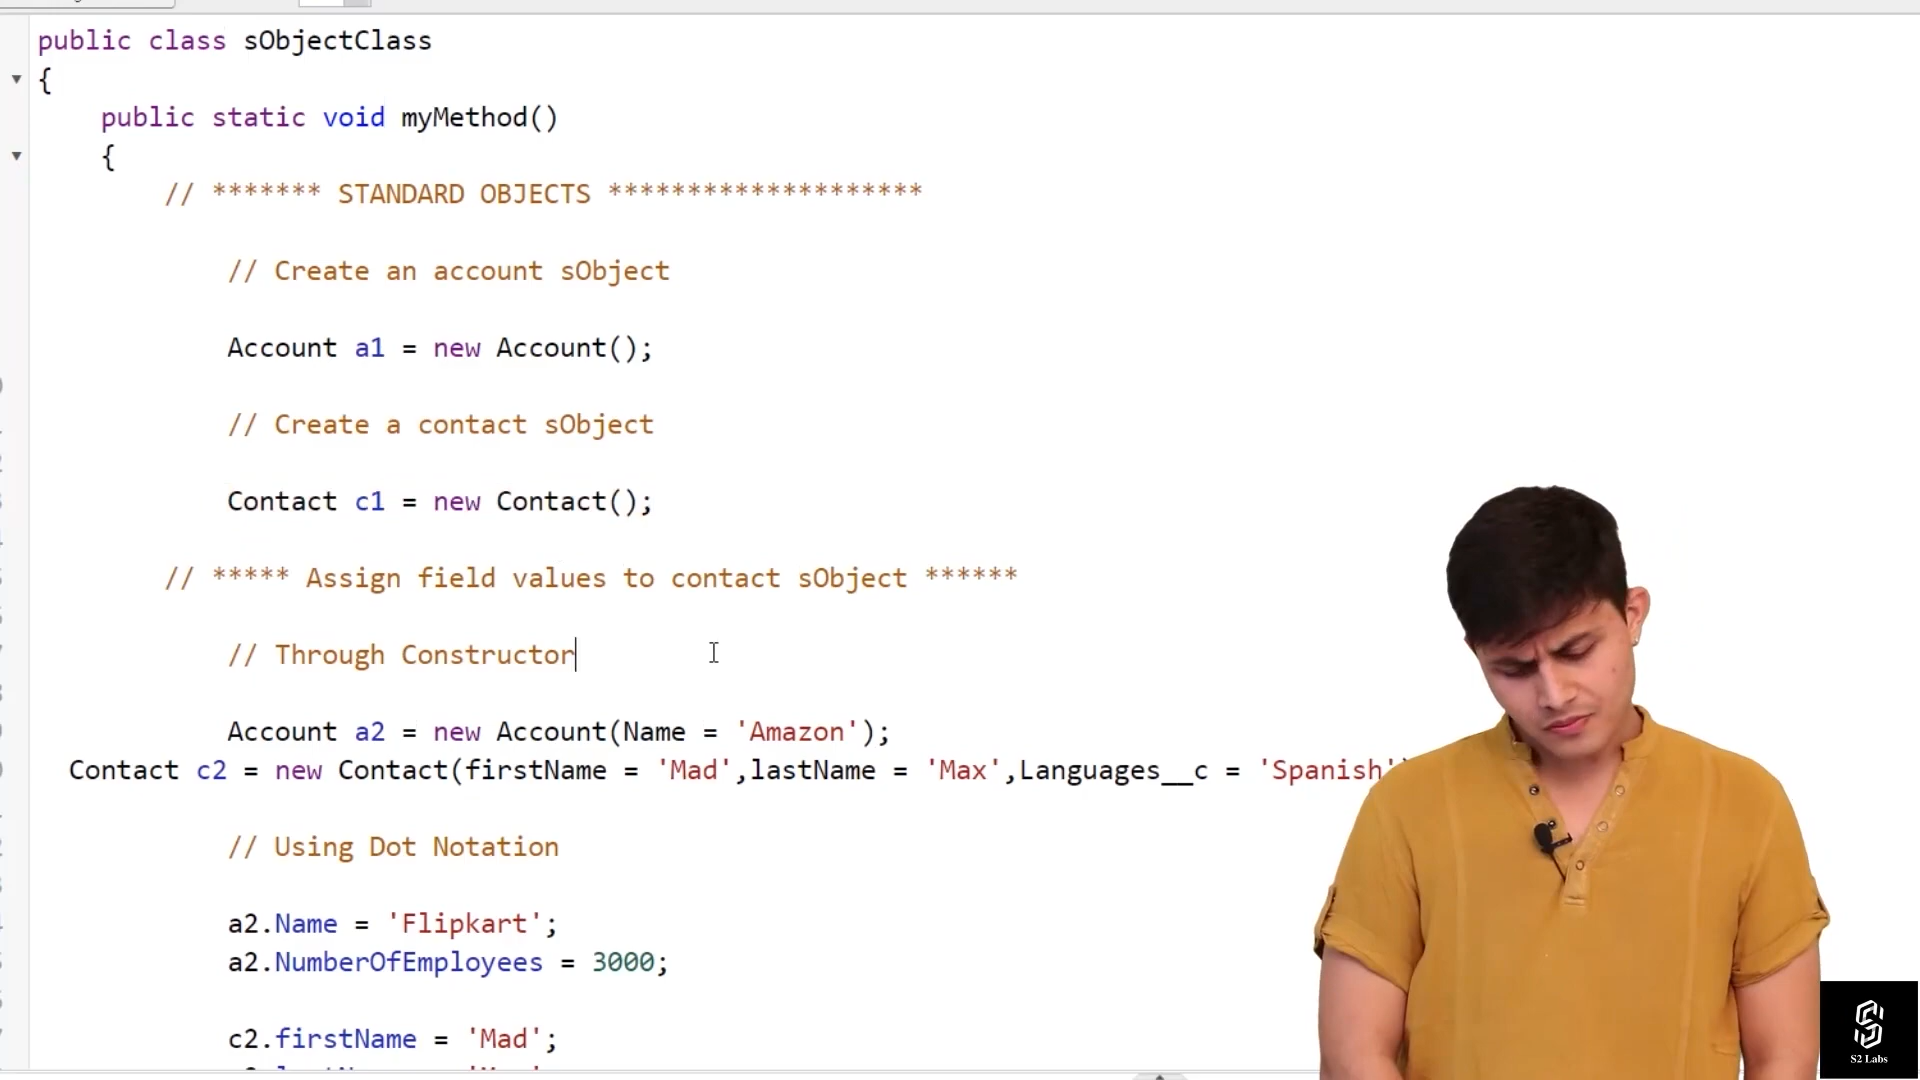 public class sObjectClass
{
public static void myMethod()
{
// ******* STANDARD OBJECTS ********************
// Create an account sObject
Account a1 = new Account();
// Create a contact sObject
Contact c1 = new Contact();
// ***** Assign field values to contact sObject ******
// Through Constructor
Account a2 = new Account(Name = 'Amazon');
Contact c2 = new Contact(firstName = 'Mad',lastName = 'Max',Languages__c = 'Spanish'
// Using Dot Notation
a2.Name = 'Flipkart';
a2.NumberOfEmployees = 3000;
c2.firstName = 'Mad';
S2 Labs